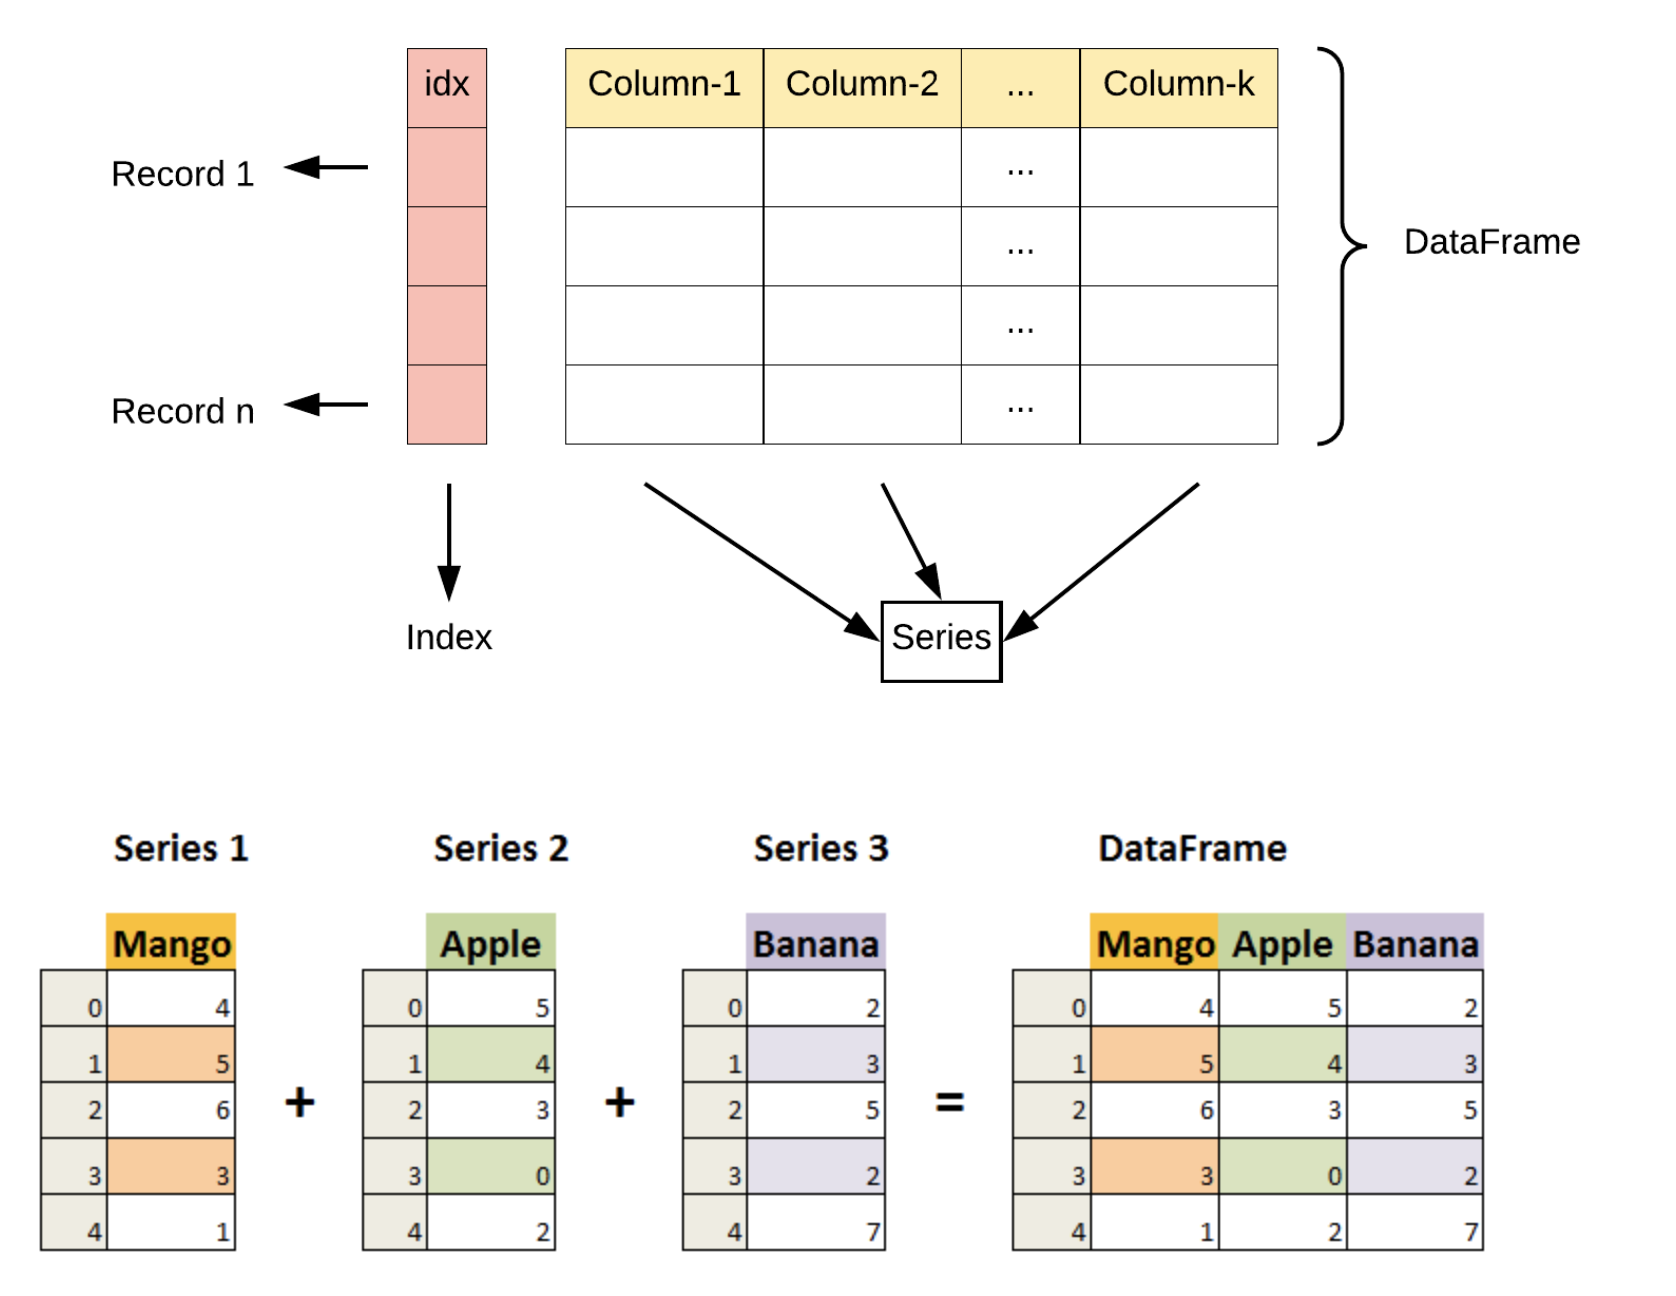 idx Column-1 Column-2 ... Column-k
Record 1 ...
...
DataFrame
...
Record n ...
Index
Series
Series 1 Series 2 Series 3 DataFrame
Mango Apple Banana Mango Apple Banana
0 4 0 5 0 2 0 4 5 2
1 5 1 4 1 3 1 5 4 3
+ + =
2 6 2 3 2 5 2 6 3 5
3 3 3 0 3 2 3 3 0 2
4 1 4 2 4 7 4 1 2 7